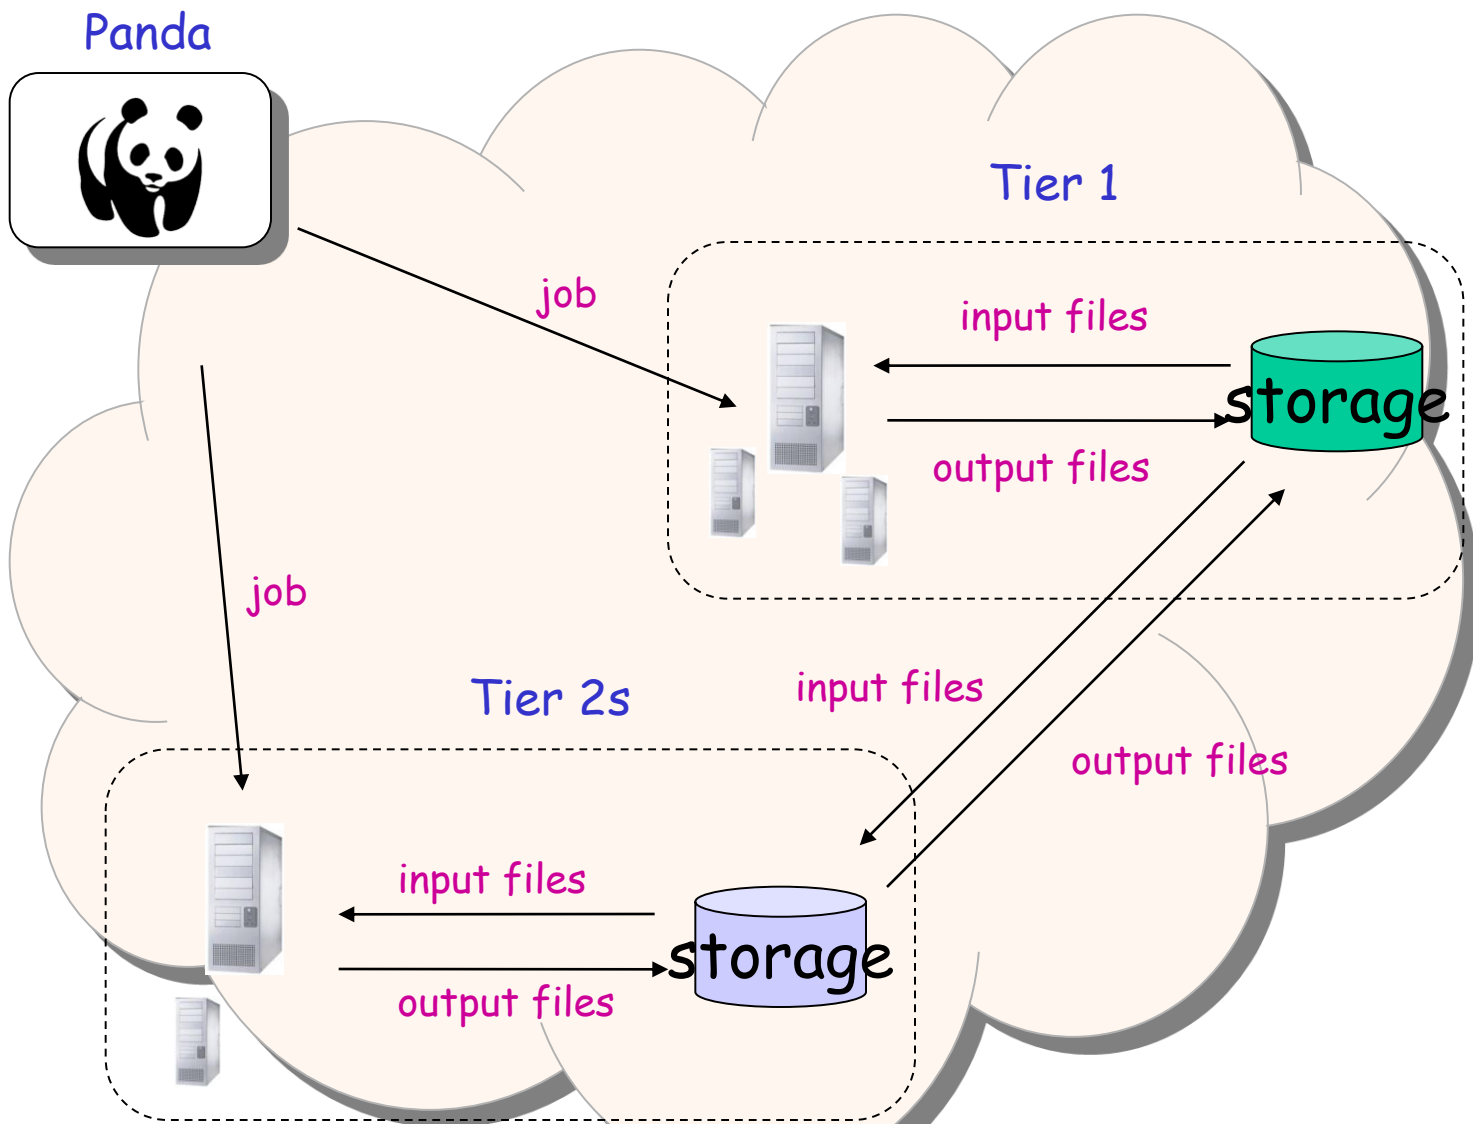 Panda
Tier 1
job
input files
storage
output files
job
input files
Tier 2s
output files
input files
storage
output files